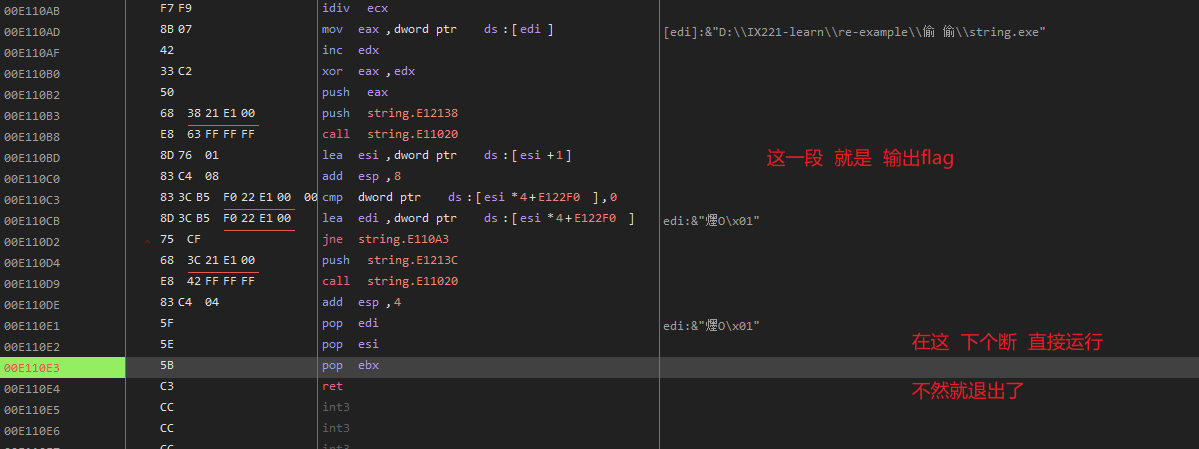 00E110AB F7 F9 idiv ecx
00E110AD 8B 07 mov eax ,dword ptr ds:[edi ] [edi]:&"D:\\IX221-learn\\re-example\\偷 偷\\string.exe"
00E110AF 42 inc edx
00E110B0 33 C2 xor eax ,edx
00E110B2 50 push eax
00E110B3 68 38 21 E1 00 push string.E12138
00E110B8 E8 63 FF FF FF call string.E11020
00E110BD 8D 76 01 lea esi ,dword ptr ds:[esi +1] 这一段 就是 输出flag
00E110C0 83 C4 08 add esp ,8
00E110C3 83 3C B5 F0 22 E1 00 00 cmp dword ptr ds:[esi *4+E122F0 ],0
00E110CB 8D 3C B5 F0 22 E1 00 lea edi ,dword ptr ds:[esi *4+E122F0 ] edi:&"O\x01"
00E110D2 75 CF jne string.E110A3
00E110D4 68 3C 21 E1 00 push string.E1213C
00E110D9 E8 42 FF FF FF call string.E11020
00E110DE 83 C4 04 add esp ,4
00E110E1 5F pop edi edi:&"O\x01"
00E110E2 5E pop esi 在这 下个断 直接运行
00E110E3 5B pop ebx
00E110E4 C3 ret 不然就退出了
00E110E5 CC int3
00E110E6 CC int3
CC int3